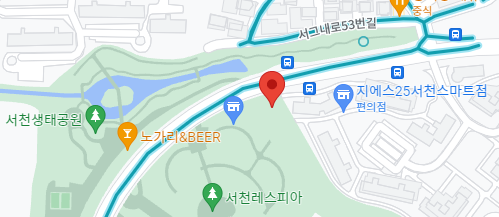 중식
서그내로53번길
지에스25서천스마트점
편의점
서천생태공원
노가리&BEER
서천레스피아